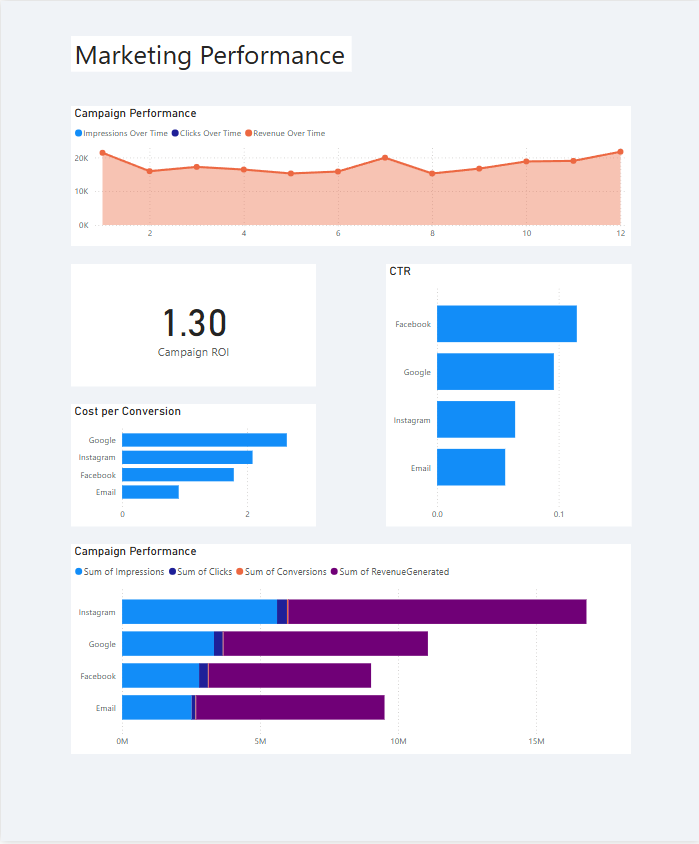 Marketing Performance
Campaign Performance
Impressions Over Time Clicks Over Time Revenue Over Time
20K
10K
0K
2 4 6 8 10 12
1.30
Campaign ROI
CTR
Facebook
Google
Instagram
Email
0.0 0.1
Cost per Conversion
Google
Instagram
Facebook
Email
0 2
Campaign Performance
Sum of Impressions Sum of Clicks Sum of Conversions Sum of RevenueGenerated
Instagram
Google
Facebook
Email
0M 5M 10M 15M